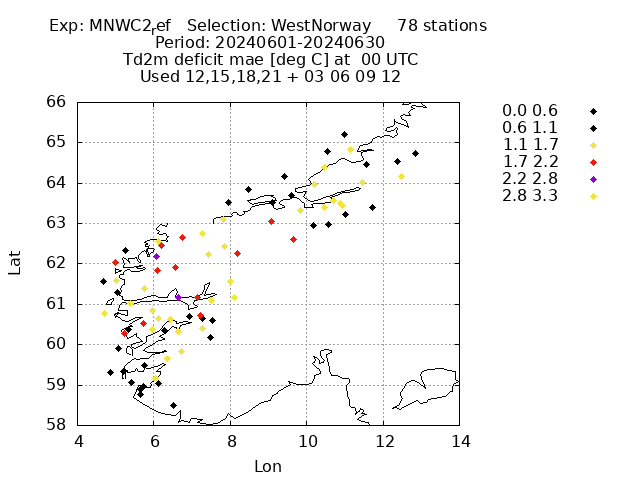 Exp: MNWC2ref   Selection: WestNorway     78 stations
Period: 20240601-20240630
Td2m deficit mae [deg C] at  00 UTC
Used 12,15,18,21 + 03 06 09 12
66
65
64
63
62
61
60
59
58
Lat
4 6 8 10 12 14
Lon
0.0 0.6
0.6 1.1
1.1 1.7
1.7 2.2
2.2 2.8
2.8 3.3